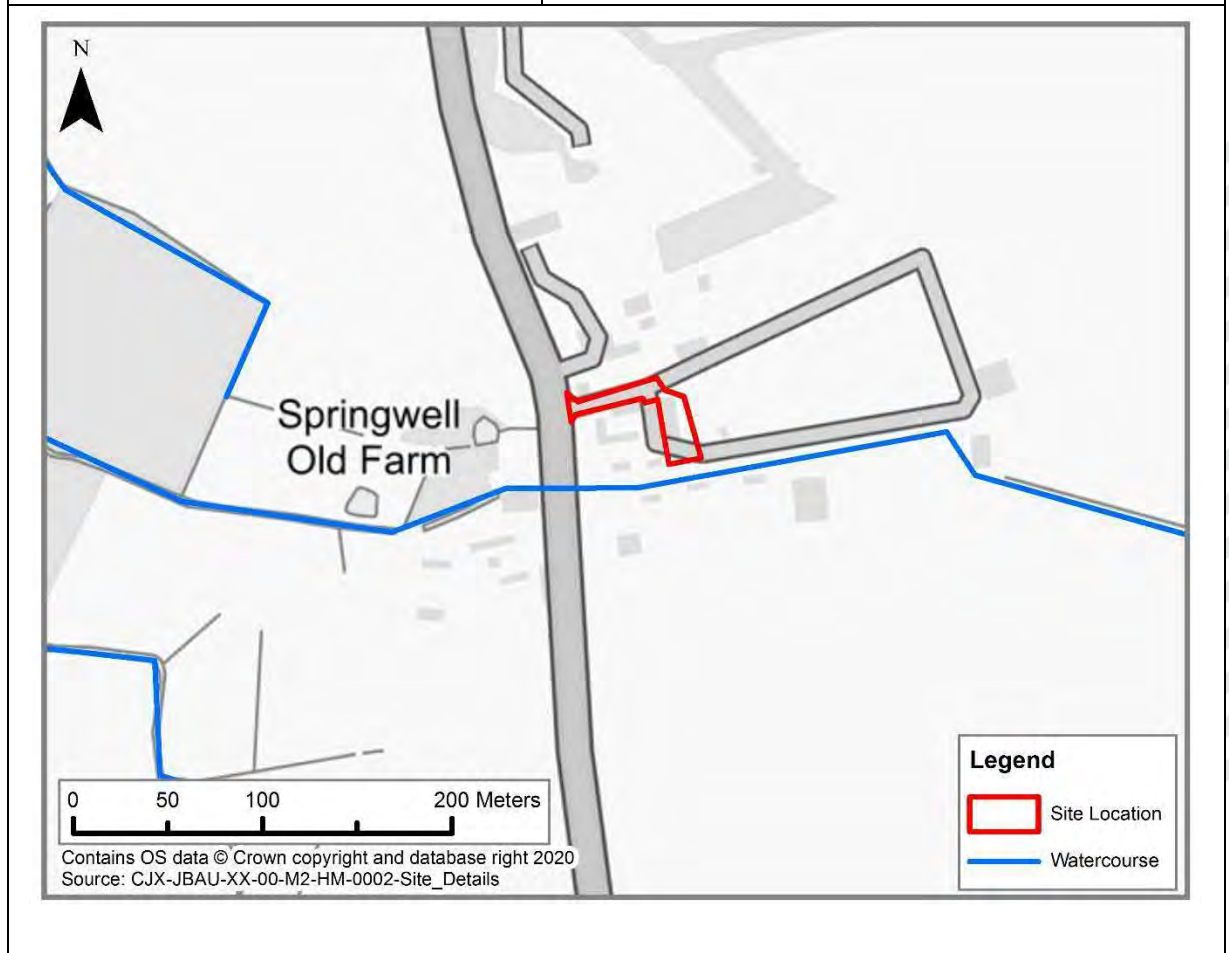 N
Springwell
Old Farm
Legend
Site Location
Watercourse
0 50 100 200 Meters
Contains OS data © Crown copyright and database right 2020
Source: CJX-JBAU-XX-00-M2-HM-0002-Site_Details